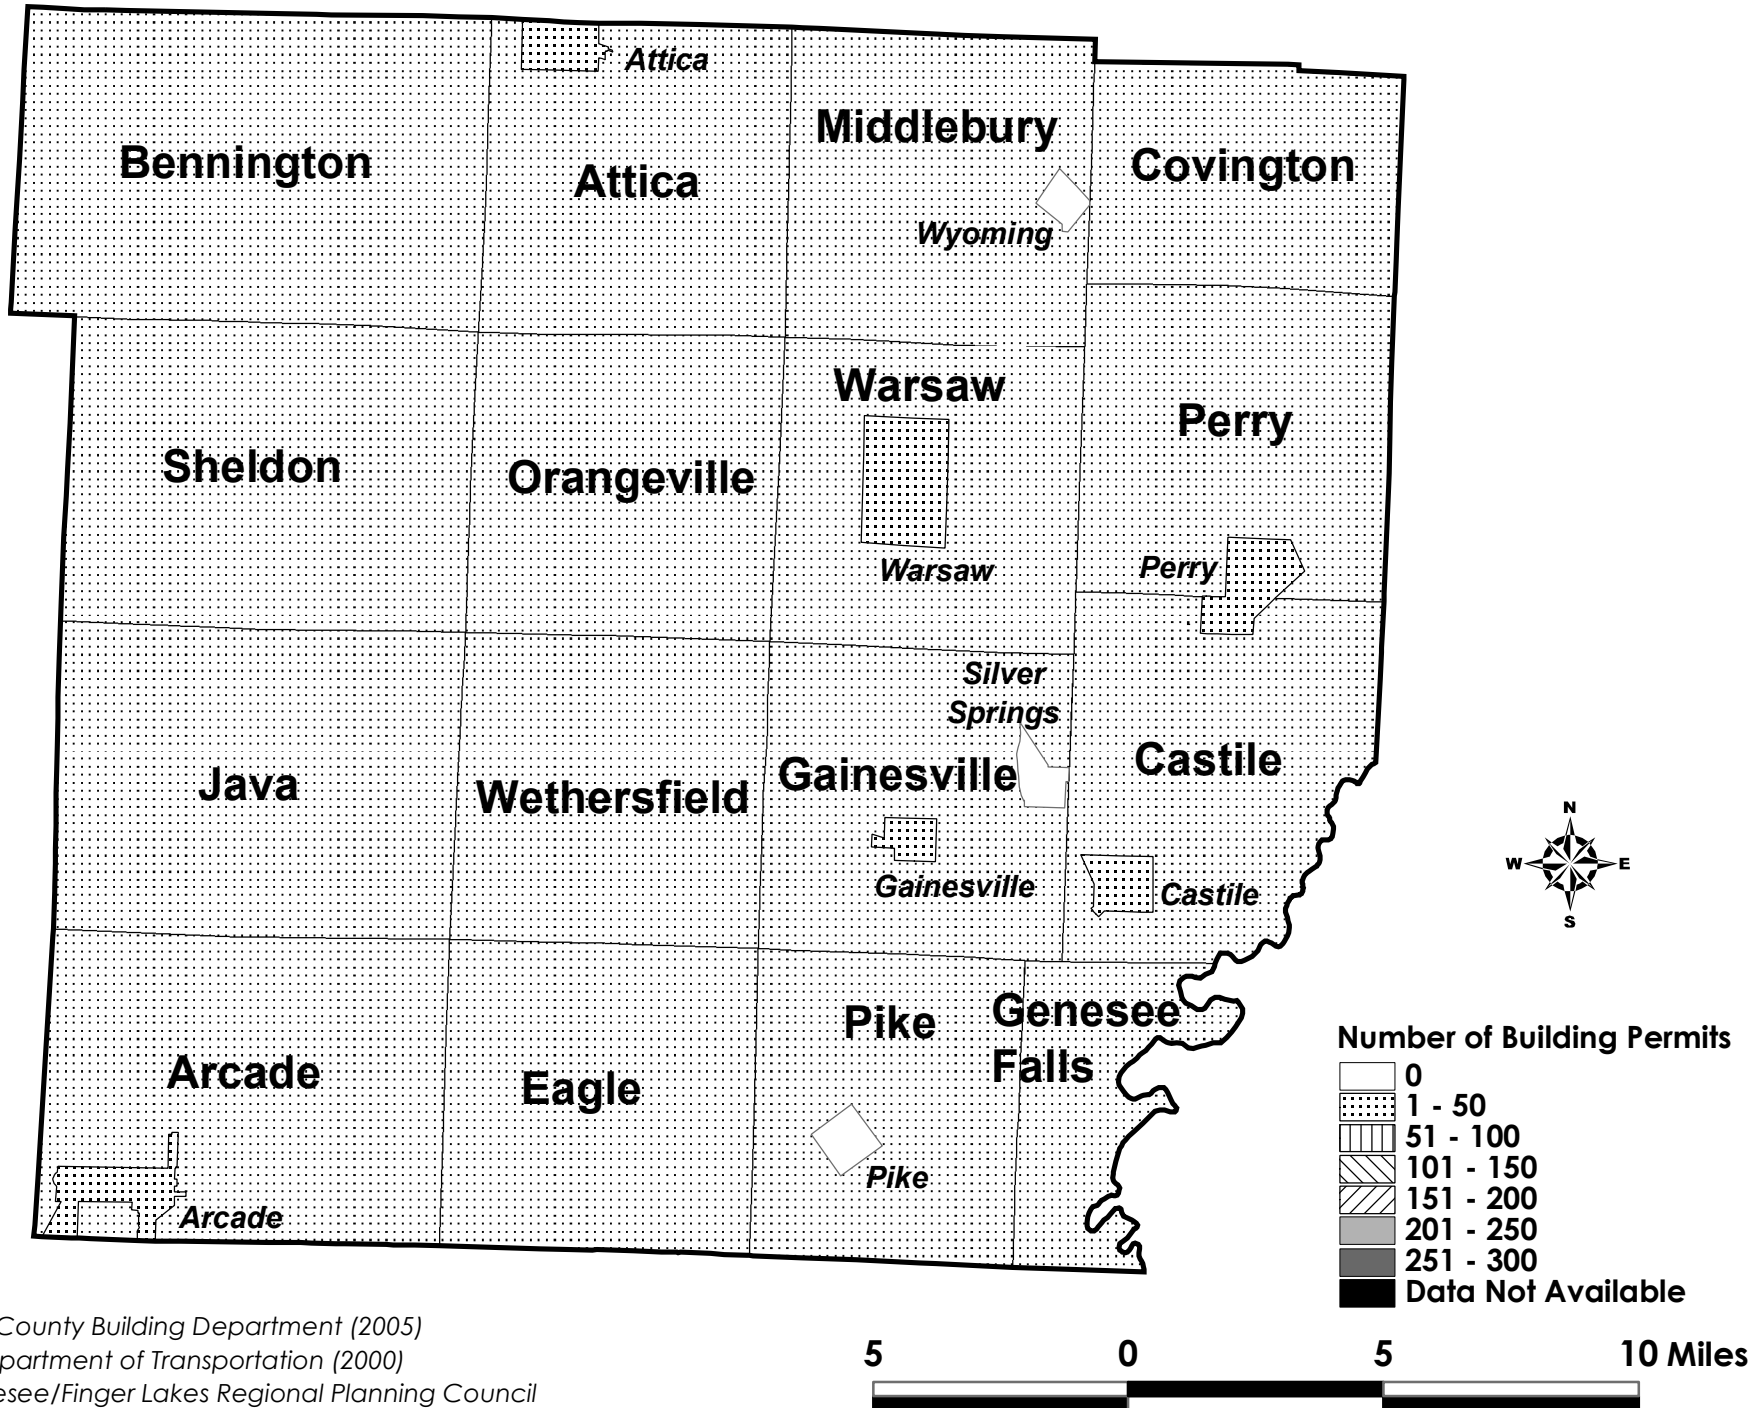 Attica
Middlebury
Bennington
Attica
Covington
Wyoming
Warsaw
Perry
Sheldon
Orangeville
Warsaw
Perry
Silver
Springs
Java
Wethersfield
Gainesville
Castile
Gainesville
Castile
Pike
Genesee
Falls
Arcade
Eagle
Pike
Arcade
N
W
E
S
Number of Building Permits
0
1 - 50
51 - 100
101 - 150
151 - 200
201 - 250
251 - 300
Data Not Available
County Building Department (2005)
partment of Transportation (2000)
esee/Finger Lakes Regional Planning Council
5 0 5 10 Miles